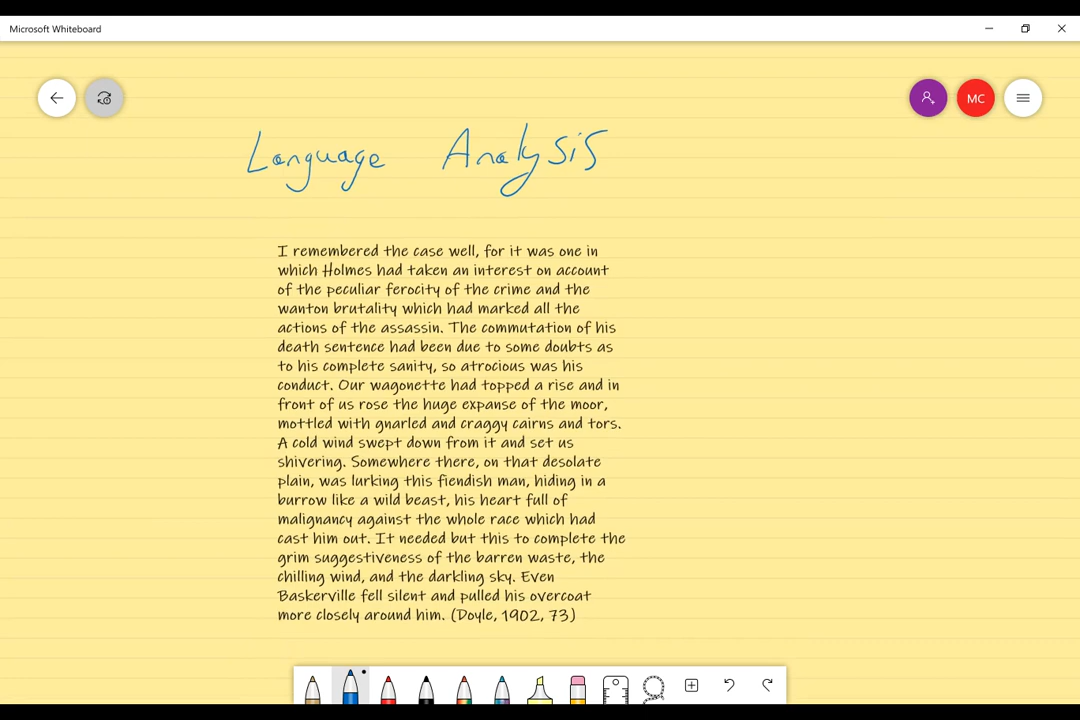 Microsoft Whiteboard
MC
Language Analysis
I remembered the case well, for it was one in
which Holmes had taken an interest on account
of the peculiar ferocity of the crime and the
wanton brutality which had marked all the
actions of the assassin. The commutation of his
death sentence had been due to some doubts as
to his complete sanity, so atrocious was his
conduct. Our wagonette had topped a rise and in
front of us rose the huge expanse of the moor,
mottled with gnarled and craggy cairns and tors.
A cold wind swept down from it and set us
shivering. Somewhere there, on that desolate
plain, was lurking this fiendish man, hiding in a
burrow like a wild beast, his heart full of
malignancy against the whole race which had
cast him out. It needed but this to complete the
grim suggestiveness of the barren waste, the
chilling wind, and the darkling sky. Even
Baskerville fell silent and pulled his overcoat
more closely around him. (Doyle, 1902, 73)